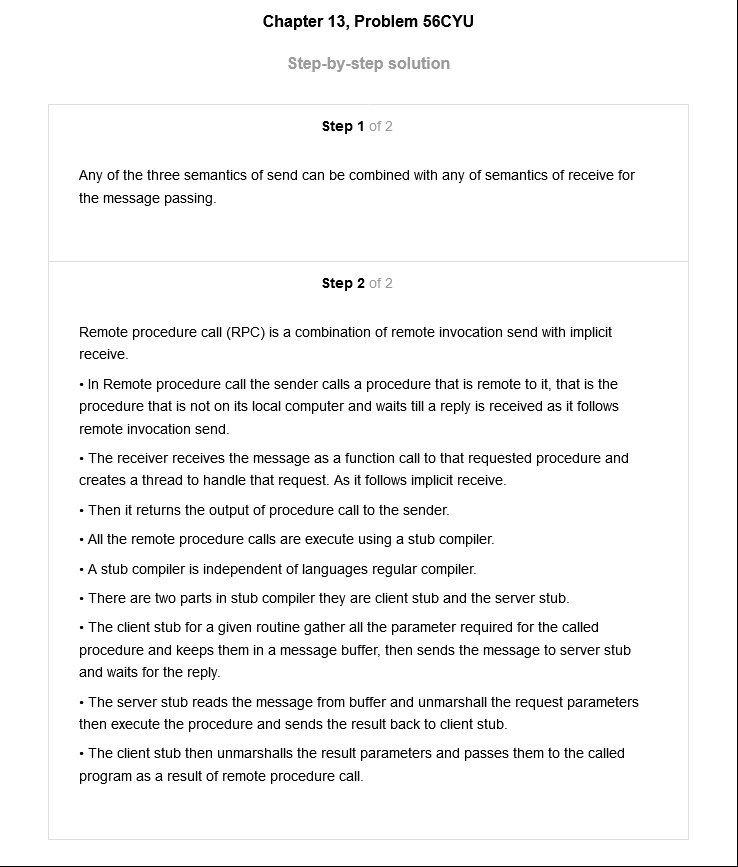 Chapter 13, Problem 56CYU
Step-by-step solution
Step 1 of 2
Any of the three semantics of send can be combined with any of semantics of receive for
the message passing.
Step 2 of 2
Remote procedure call (RPC) is a combination of remote invocation send with implicit
receive.
• In Remote procedure call the sender calls a procedure that is remote to it, that is the
procedure that is not on its local computer and waits till a reply is received as it follows
remote invocation send.
• The receiver receives the message as a function call to that requested procedure and
creates a thread to handle that request. As it follows implicit receive.
• Then it returns the output of procedure call to the sender.
• All the remote procedure calls are execute using a stub compiler.
• A stub compiler is independent of languages regular compiler.
• There are two parts in stub compiler they are client stub and the server stub.
• The client stub for a given routine gather all the parameter required for the called
procedure and keeps them in a message buffer, then sends the message to server stub
and waits for the reply.
• The server stub reads the message from buffer and unmarshall the request parameters
then execute the procedure and sends the result back to client stub.
• The client stub then unmarshalls the result parameters and passes them to the called
program as a result of remote procedure call.